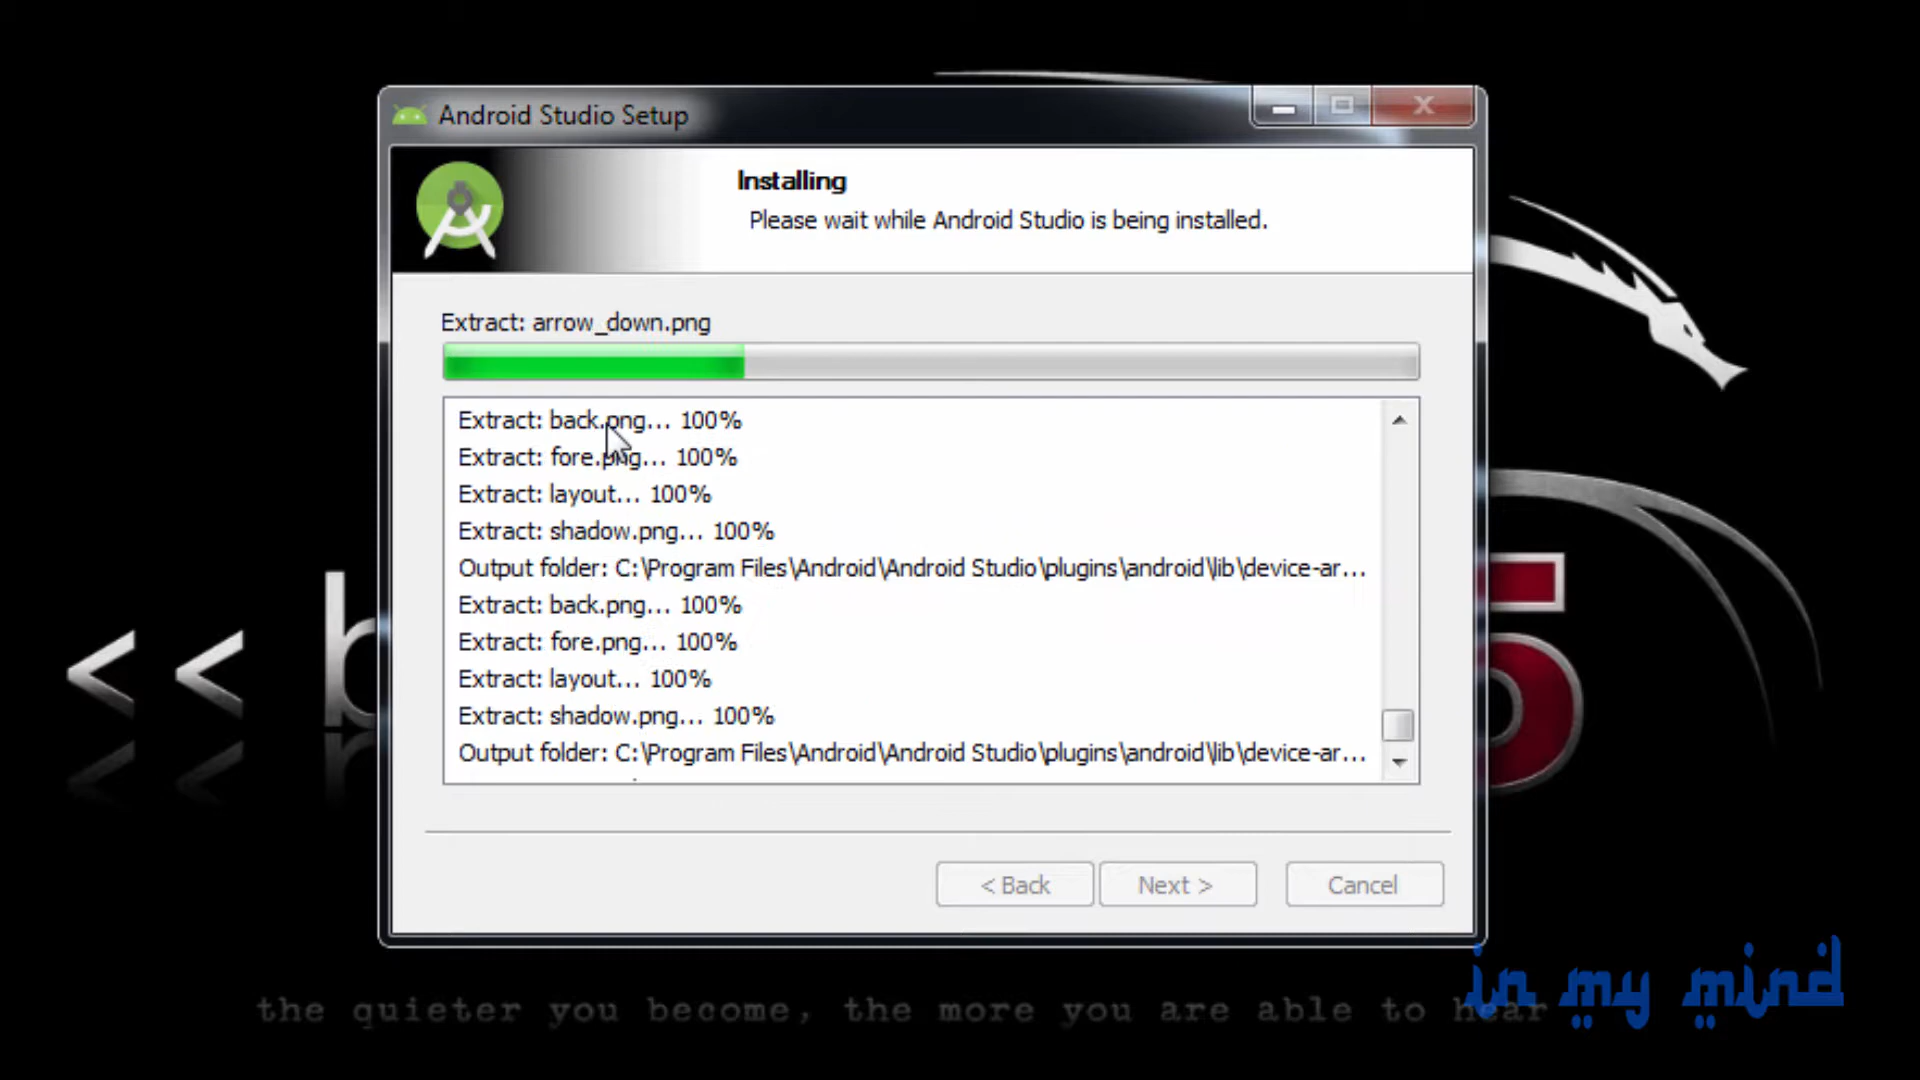 Android Studio Setup
Installing
Please wait while Android Studio is being installed.
Extract: arrow_down.png
Extract: back.png... 100%
Extract: fore.png... 100%
Extract: layout... 100%
Extract: shadow.png... 100%
Output folder: C:\Program Files\Android\Android Studio\plugins\android\lib\device-ar...
Extract: back.png... 100%
Extract: fore.png... 100%
Extract: layout... 100%
Extract: shadow.png... 100%
Output folder: C:\Program Files\Android\Android Studio\plugins\android\lib\device-ar...
<< b
5
< Back
Next >
Cancel
in my mind
the quieter you become, the more you are able to hear